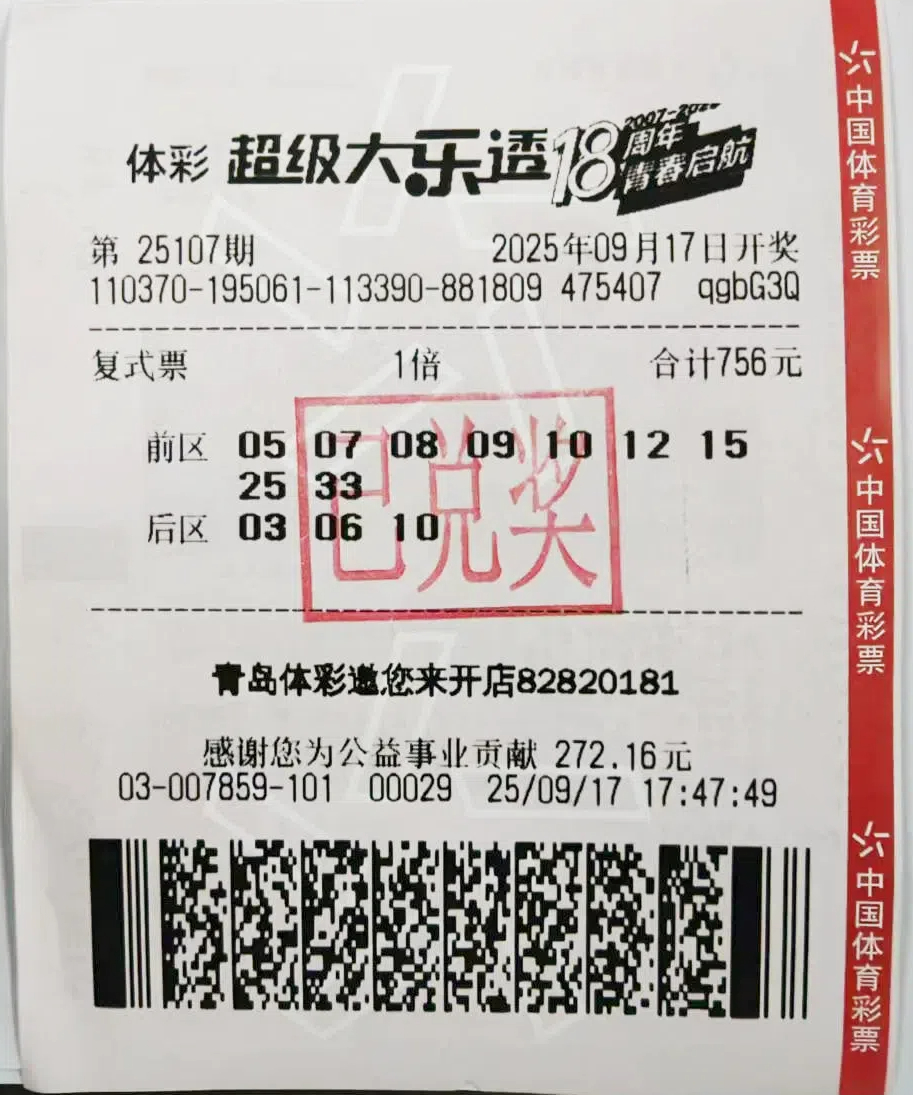 体彩 超级大乐透 18周年 2007-2025
青春启航
第 25107期 2025年09月17日开奖
110370-195061-113390-881809 475407 qgbG3Q
复式票 1倍 合计756元
前区 05 07 08 09 10 12 15
25 33
后区 03 06 10
已兑奖
青岛体彩邀您来开店82820181
感谢您为公益事业贡献 272.16元
03-007859-101 00029 25/09/17 17:47:49
中国体育彩票
中国体育彩票
中国体育彩票